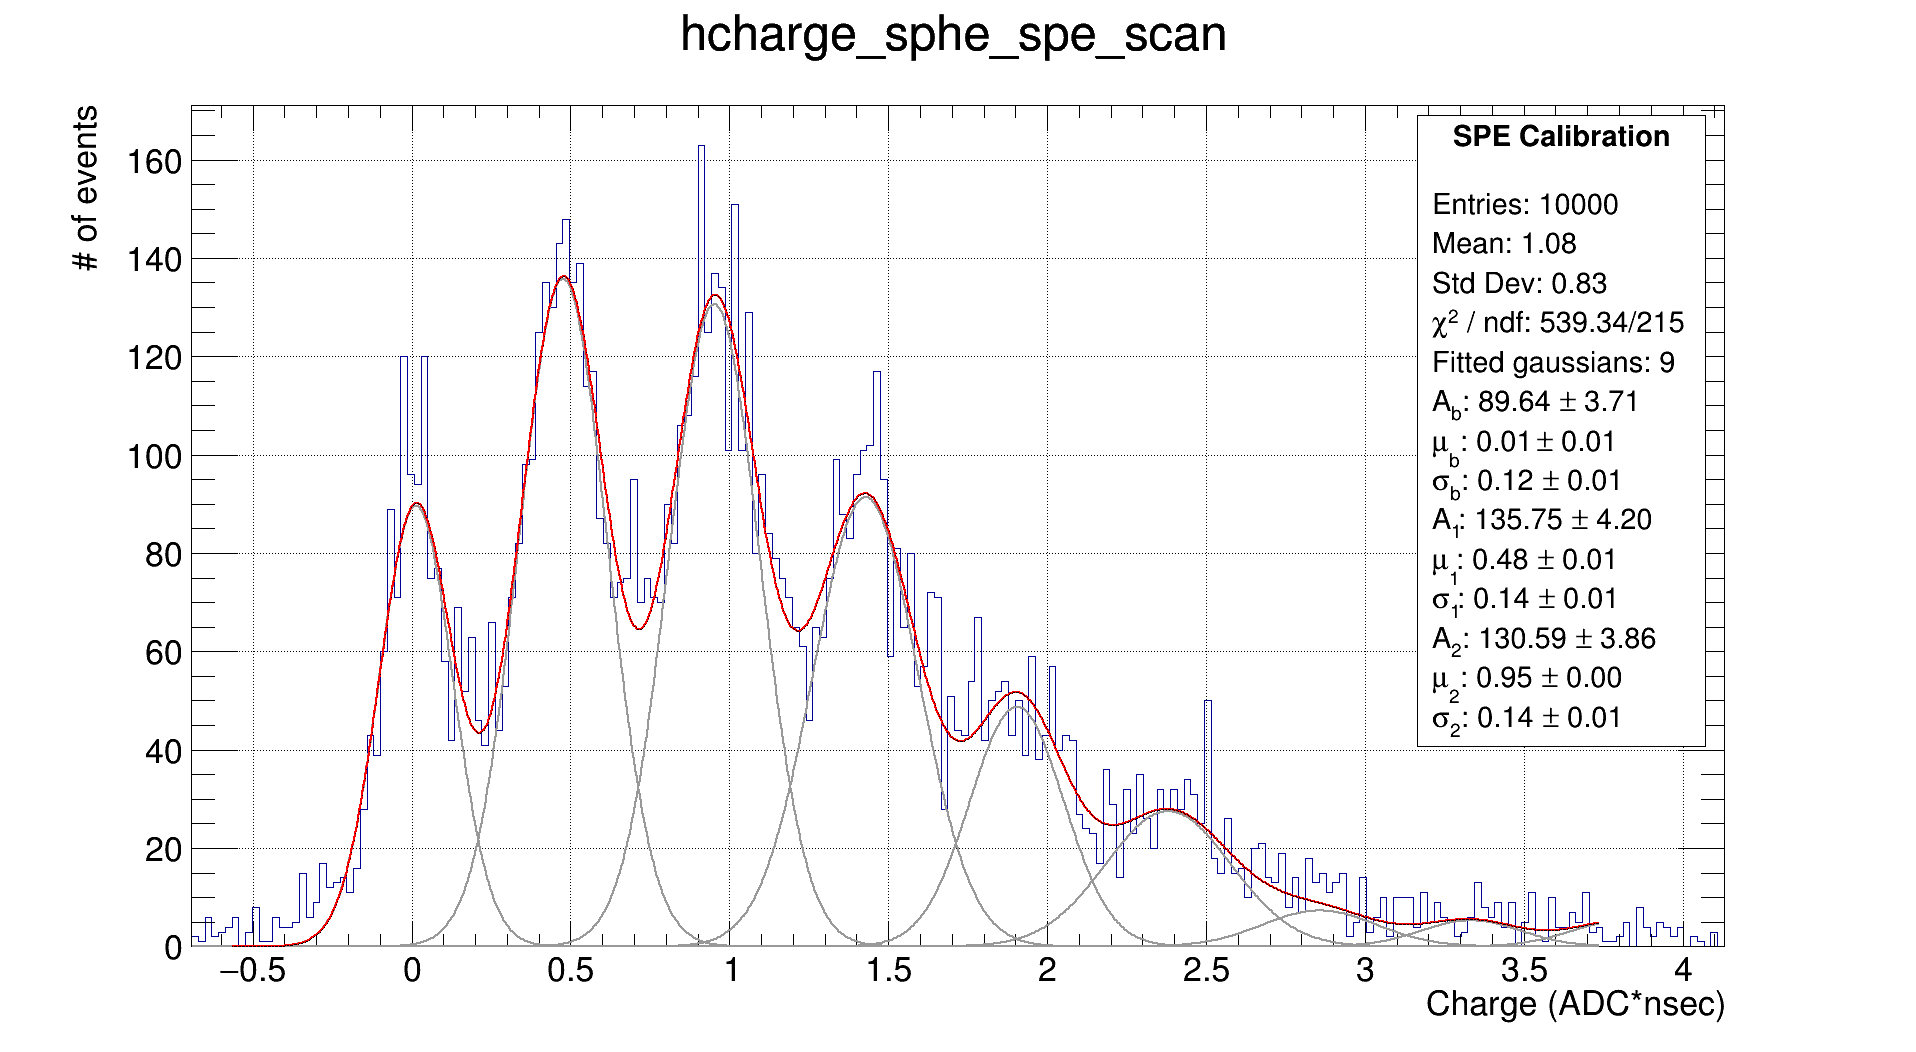 hcharge_sphe_spe_scan
# of events
160
140
120
100
80
60
40
20
0
−0.5
0
0.5
1
1.5
2
2.5
3
3.5
4
Charge (ADC*nsec)
SPE Calibration
Entries: 10000
Mean: 1.08
Std Dev: 0.83
χ² / ndf: 539.34/215
Fitted gaussians: 9
A_b: 89.64 ± 3.71
μ_b: 0.01 ± 0.01
σ_b: 0.12 ± 0.01
A_1: 135.75 ± 4.20
μ_1: 0.48 ± 0.01
σ_1: 0.14 ± 0.01
A_2: 130.59 ± 3.86
μ_2: 0.95 ± 0.00
σ_2: 0.14 ± 0.01